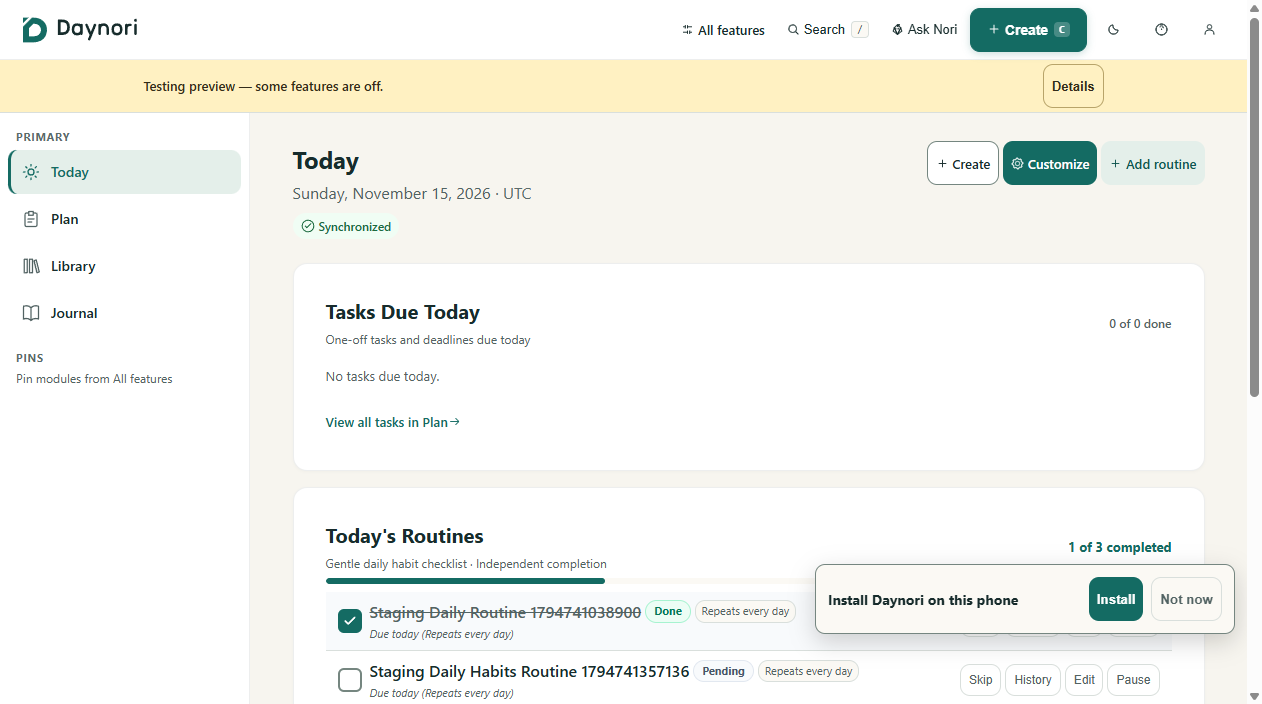 Daynori
All features
Search /
Ask Nori
+ Create C
Testing preview — some features are off.
Details
PRIMARY
Today
Plan
Library
Journal
PINS
Pin modules from All features
Today
Sunday, November 15, 2026 · UTC
Synchronized
+ Create
Customize
+ Add routine
Tasks Due Today
One-off tasks and deadlines due today
0 of 0 done
No tasks due today.
View all tasks in Plan→
Today's Routines
Gentle daily habit checklist · Independent completion
1 of 3 completed
Staging Daily Routine 1794741038900 Done Repeats every day
Due today (Repeats every day)
Install Daynori on this phone
Install
Not now
Staging Daily Habits Routine 1794741357136 Pending Repeats every day
Due today (Repeats every day)
Skip
History
Edit
Pause